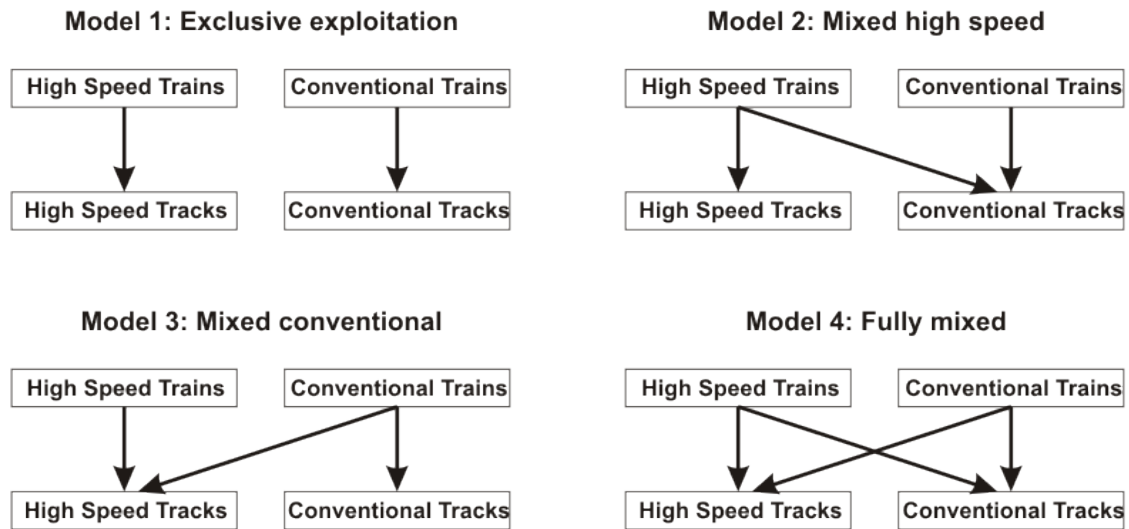 Model 1: Exclusive exploitation
High Speed Trains
Conventional Trains
High Speed Tracks
Conventional Tracks
Model 2: Mixed high speed
High Speed Trains
Conventional Trains
High Speed Tracks
Conventional Tracks
Model 3: Mixed conventional
High Speed Trains
Conventional Trains
High Speed Tracks
Conventional Tracks
Model 4: Fully mixed
High Speed Trains
Conventional Trains
High Speed Tracks
Conventional Tracks